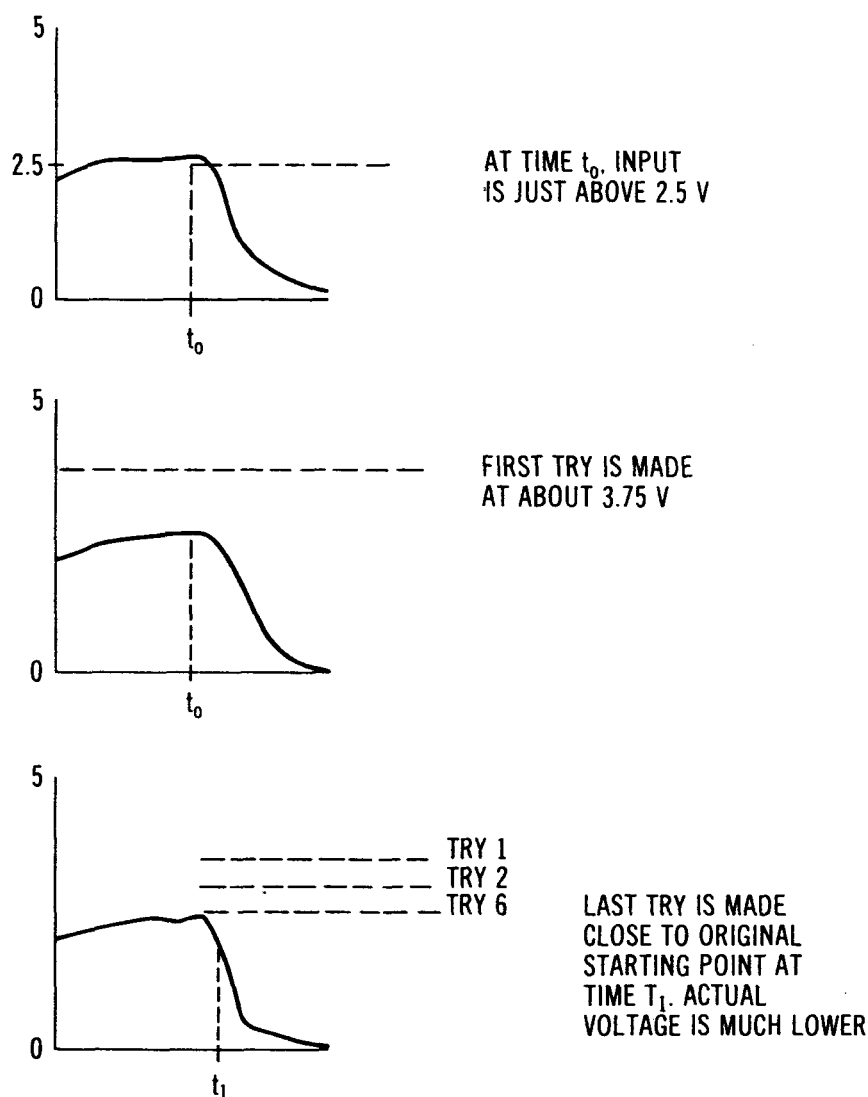 5
2.5
0
t₀
AT TIME t₀, INPUT
IS JUST ABOVE 2.5 V
5
0
t₀
FIRST TRY IS MADE
AT ABOUT 3.75 V
5
0
t₁
TRY 1
TRY 2
TRY 6
LAST TRY IS MADE
CLOSE TO ORIGINAL
STARTING POINT AT
TIME T₁. ACTUAL
VOLTAGE IS MUCH LOWER